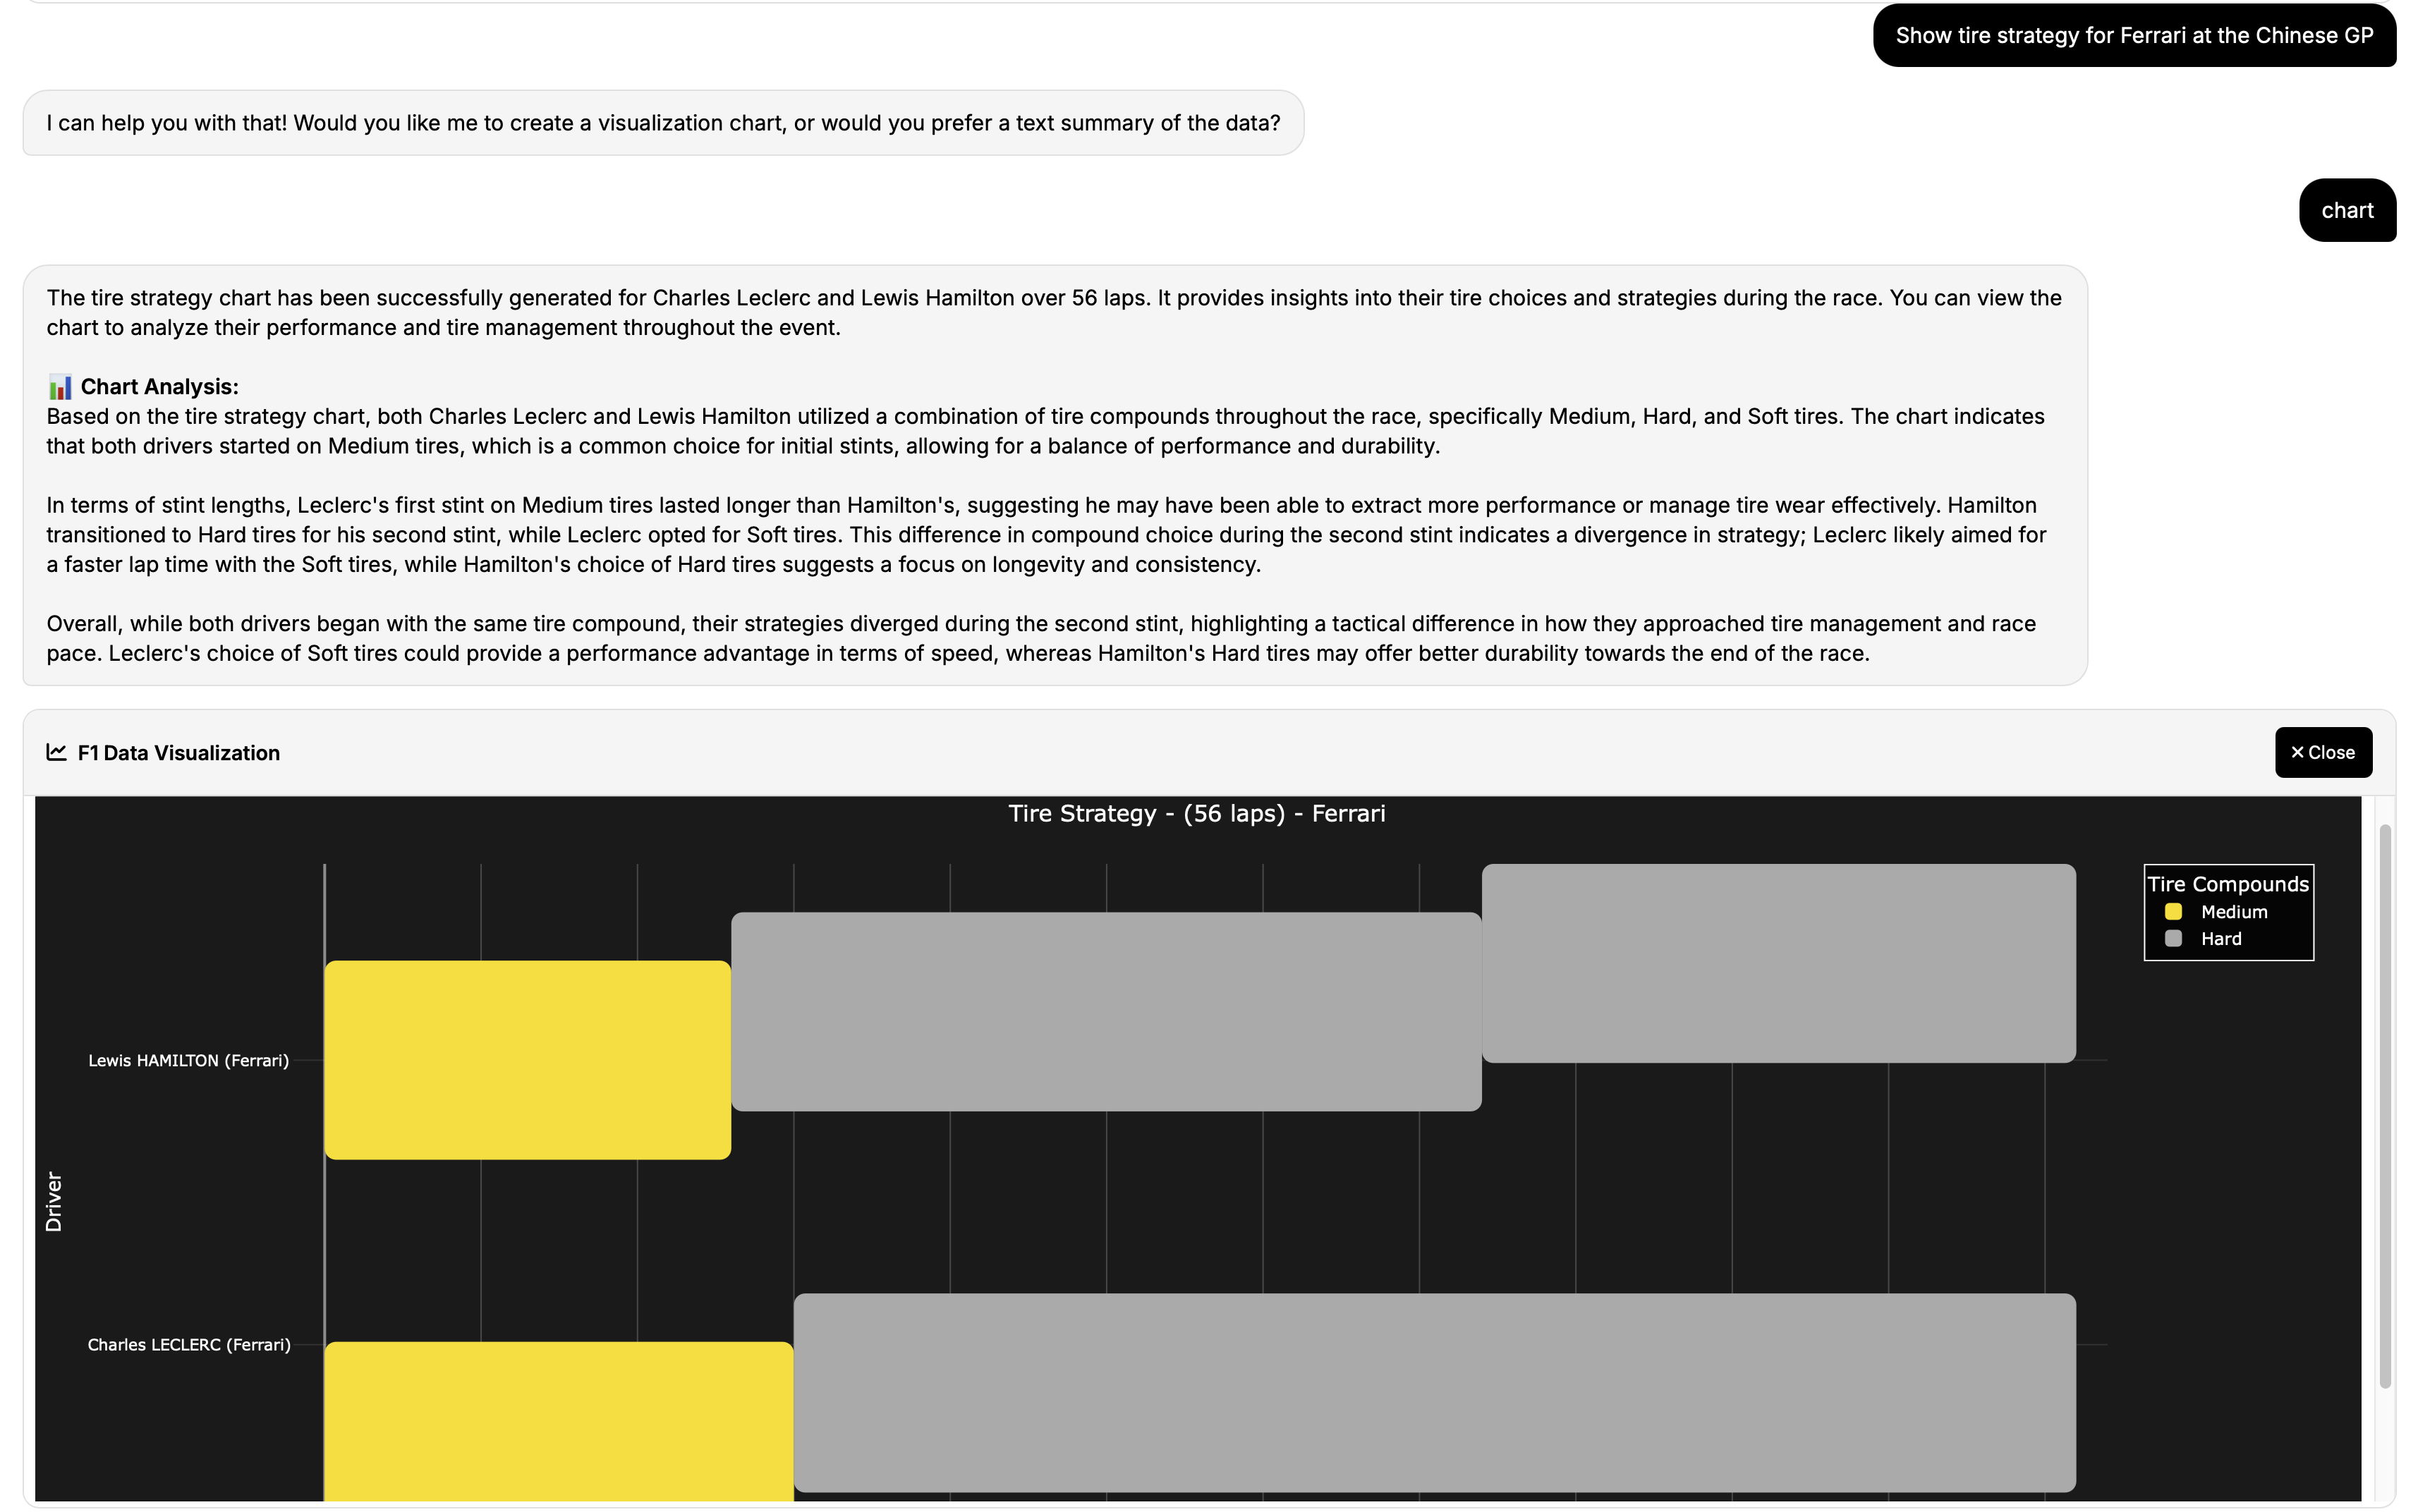 Show tire strategy for Ferrari at the Chinese GP
I can help you with that! Would you like me to create a visualization chart, or would you prefer a text summary of the data?
chart
The tire strategy chart has been successfully generated for Charles Leclerc and Lewis Hamilton over 56 laps. It provides insights into their tire choices and strategies during the race. You can view the
chart to analyze their performance and tire management throughout the event.
📊 Chart Analysis:
Based on the tire strategy chart, both Charles Leclerc and Lewis Hamilton utilized a combination of tire compounds throughout the race, specifically Medium, Hard, and Soft tires. The chart indicates
that both drivers started on Medium tires, which is a common choice for initial stints, allowing for a balance of performance and durability.
In terms of stint lengths, Leclerc's first stint on Medium tires lasted longer than Hamilton's, suggesting he may have been able to extract more performance or manage tire wear effectively. Hamilton
transitioned to Hard tires for his second stint, while Leclerc opted for Soft tires. This difference in compound choice during the second stint indicates a divergence in strategy; Leclerc likely aimed for
a faster lap time with the Soft tires, while Hamilton's choice of Hard tires suggests a focus on longevity and consistency.
Overall, while both drivers began with the same tire compound, their strategies diverged during the second stint, highlighting a tactical difference in how they approached tire management and race
pace. Leclerc's choice of Soft tires could provide a performance advantage in terms of speed, whereas Hamilton's Hard tires may offer better durability towards the end of the race.
F1 Data Visualization
✕ Close
Tire Strategy - (56 laps) - Ferrari
Tire Compounds
Medium
Hard
Lewis HAMILTON (Ferrari)
Driver
Charles LECLERC (Ferrari)